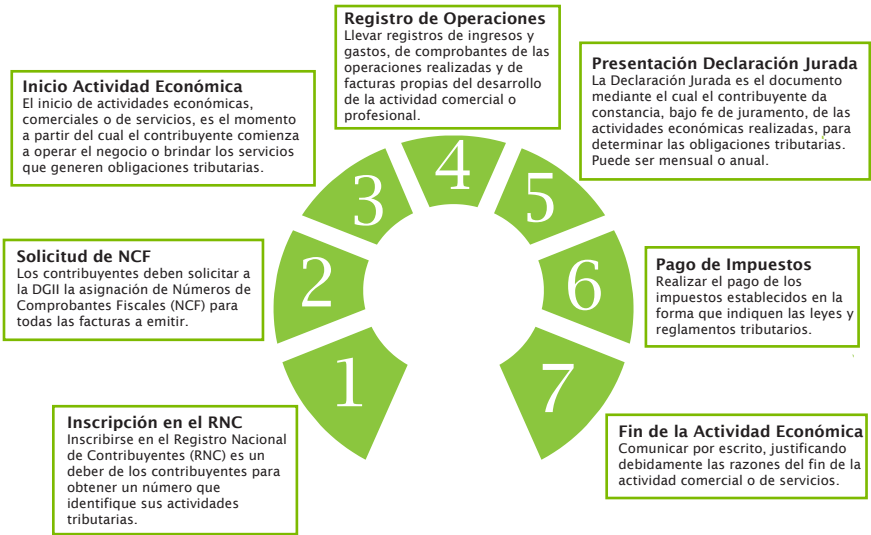 Registro de Operaciones
Llevar registros de ingresos y
gastos, de comprobantes de las
operaciones realizadas y de
facturas propias del desarrollo
de la actividad comercial o
profesional.
Inicio Actividad Económica
El inicio de actividades económicas,
comerciales o de servicios, es el momento
a partir del cual el contribuyente comienza
a operar el negocio o brindar los servicios
que generen obligaciones tributarias.
Presentación Declaración Jurada
La Declaración Jurada es el documento
mediante el cual el contribuyente da
constancia, bajo fe de juramento, de las
actividades económicas realizadas, para
determinar las obligaciones tributarias.
Puede ser mensual o anual.
4
3
5
Solicitud de NCF
Los contribuyentes deben solicitar a
la DGII la asignación de Números de
Comprobantes Fiscales (NCF) para
todas las facturas a emitir.
2
6
Pago de Impuestos
Realizar el pago de los
impuestos establecidos en la
forma que indiquen las leyes y
reglamentos tributarios.
1
7
Inscripción en el RNC
Inscribirse en el Registro Nacional
de Contribuyentes (RNC) es un
deber de los contribuyentes para
obtener un número que
identifique sus actividades
tributarias.
Fin de la Actividad Económica
Comunicar por escrito, justificando
debidamente las razones del fin de la
actividad comercial o de servicios.